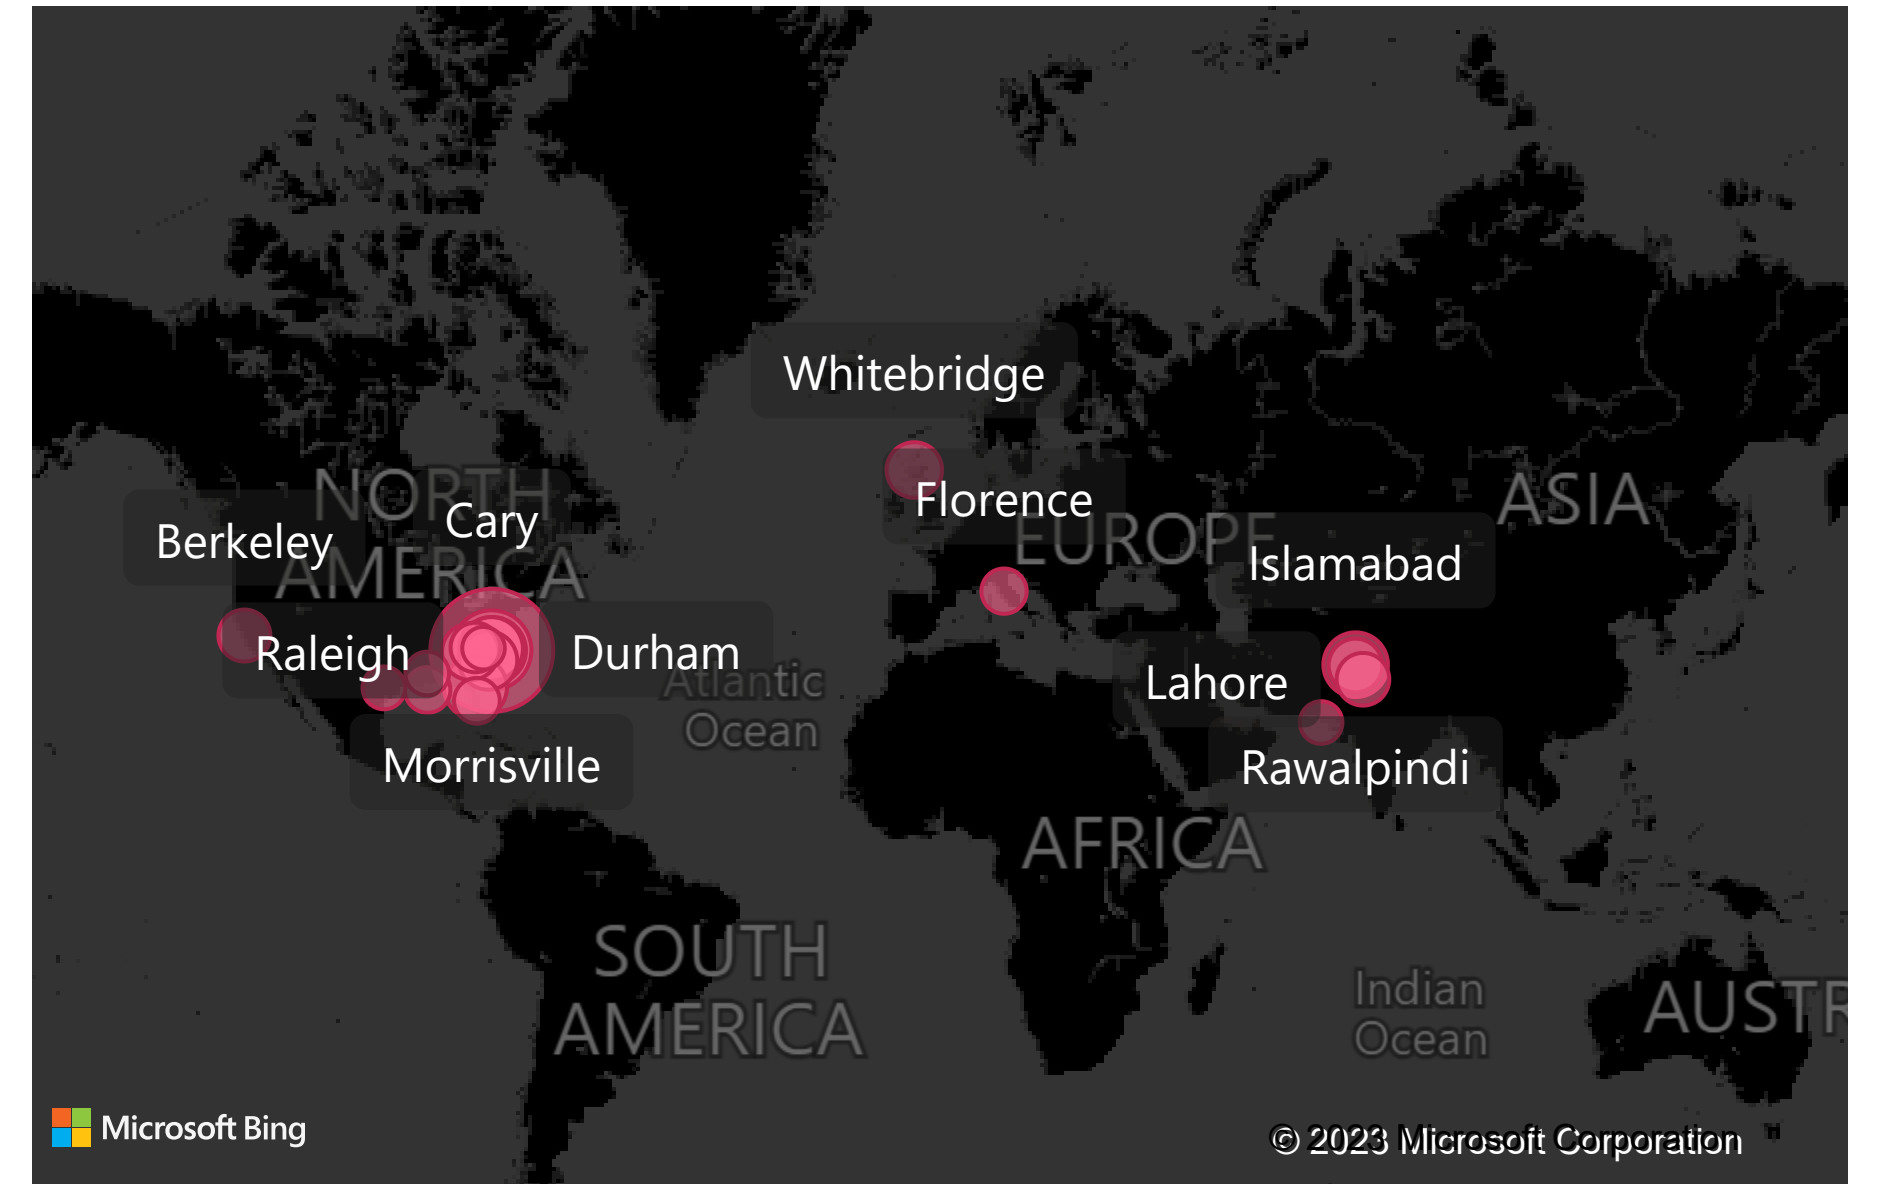 Whitebridge
NORTH
AMERICA
Cary
Berkeley
Florence
EUROPE
ASIA
Islamabad
Raleigh
Durham
Atlantic
Ocean
Lahore
Morrisville
Rawalpindi
AFRICA
SOUTH
AMERICA
Indian
Ocean
AUSTR
Microsoft Bing
© 2023 Microsoft Corporation